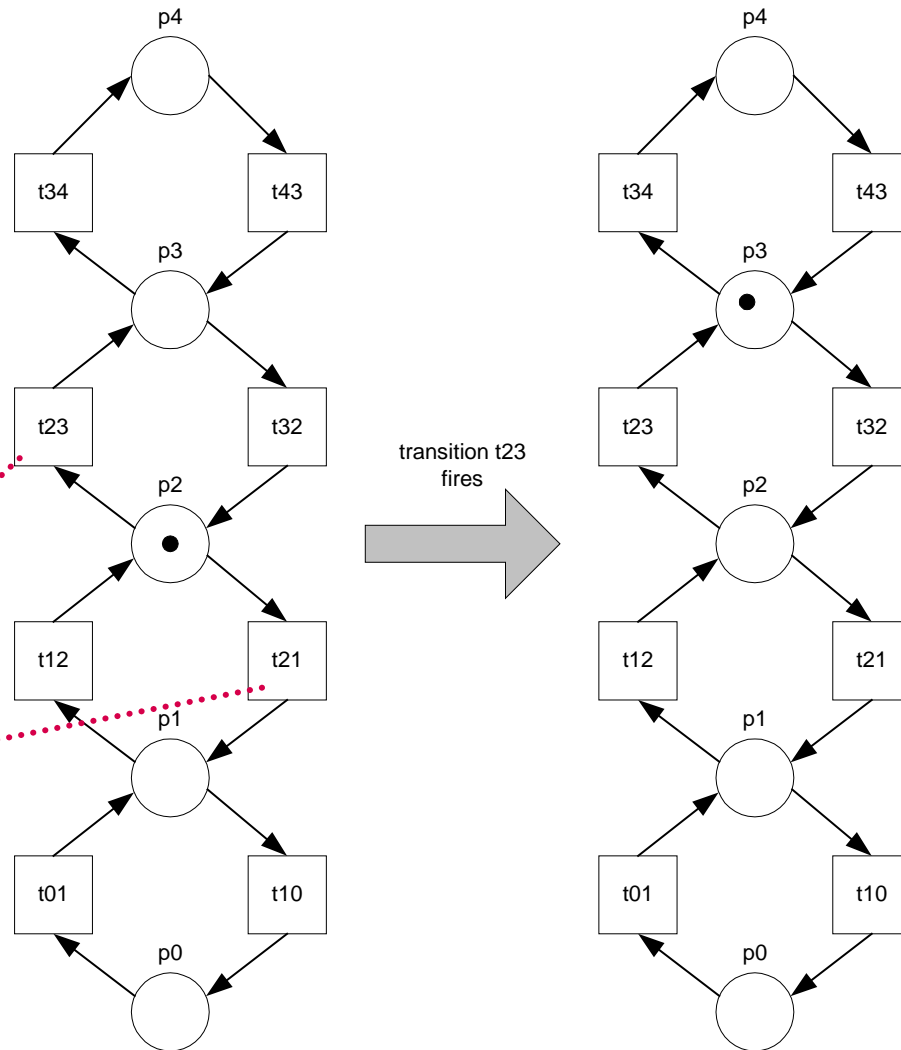 p4
t34
t43
p3
t23
t32
p2
t12
t21
p1
t01
t10
p0
transition t23
fires
p4
t34
t43
p3
t23
t32
p2
t12
t21
p1
t01
t10
p0